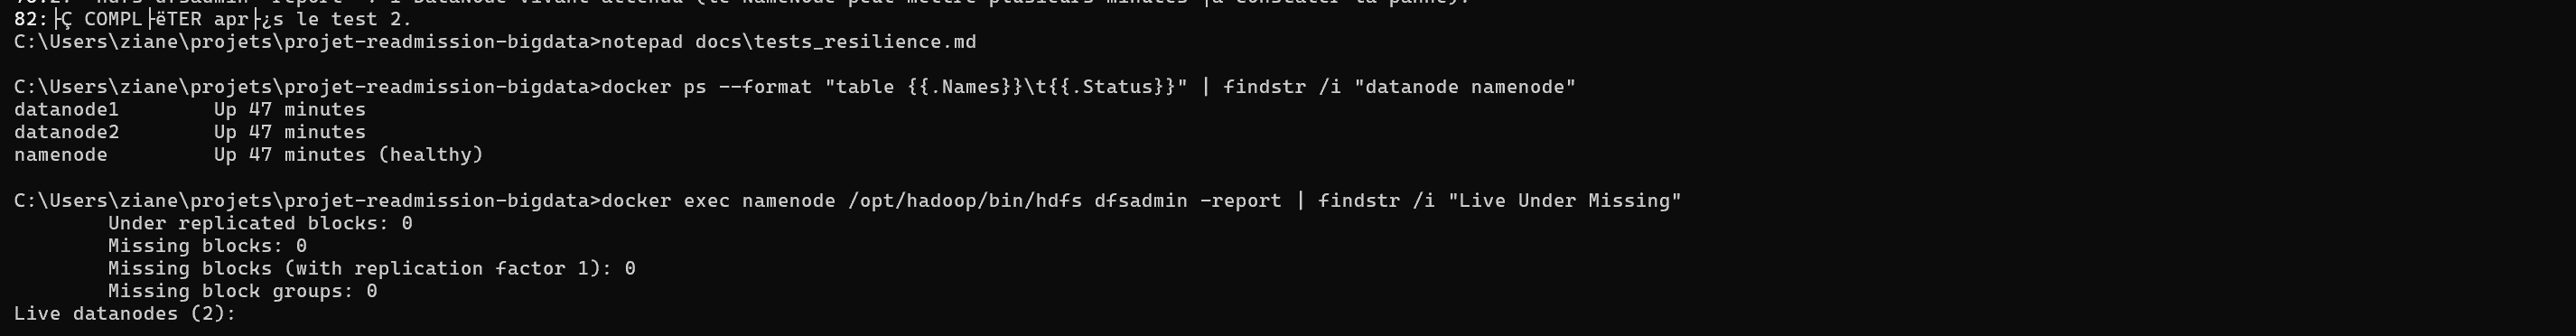 82:├Ç COMPL├ëTER apr├¿s le test 2.
C:\Users\ziane\projets\projet-readmission-bigdata>notepad docs\tests_resilience.md
C:\Users\ziane\projets\projet-readmission-bigdata>docker ps --format "table {{.Names}}\t{{.Status}}" | findstr /i "datanode namenode"
datanode1        Up 47 minutes
datanode2        Up 47 minutes
namenode         Up 47 minutes (healthy)
C:\Users\ziane\projets\projet-readmission-bigdata>docker exec namenode /opt/hadoop/bin/hdfs dfsadmin -report | findstr /i "Live Under Missing"
        Under replicated blocks: 0
        Missing blocks: 0
        Missing blocks (with replication factor 1): 0
        Missing block groups: 0
Live datanodes (2):